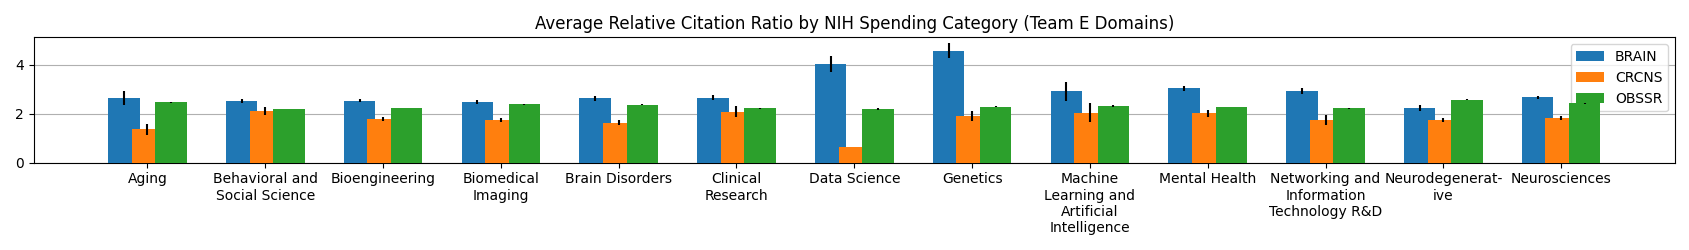 Average Relative Citation Ratio by NIH Spending Category (Team E Domains)
4
2
0
BRAIN
CRCNS
OBSSR
Aging
Behavioral and
Social Science
Bioengineering
Biomedical
Imaging
Brain Disorders
Clinical
Research
Data Science
Genetics
Machine
Learning and
Artificial
Intelligence
Mental Health
Networking and
Information
Technology R&D
Neurodegenerat-
ive
Neurosciences